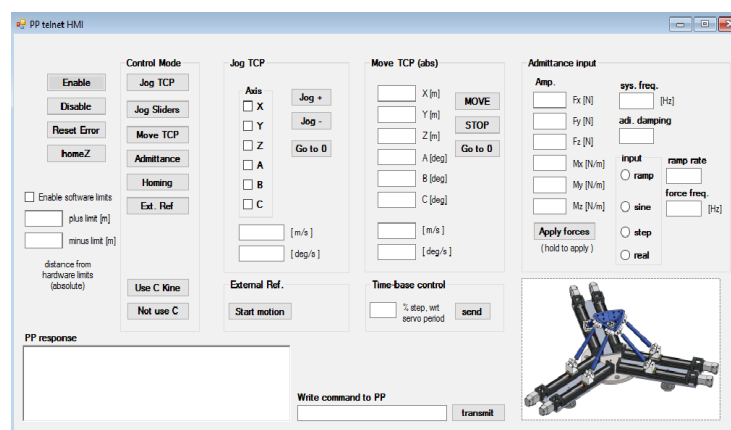 PP telnet HMI
Enable
Disable
Reset Error
homeZ
Enable software limits
plus limit [m]
minus limit [m]
distance from
hardware limits
(absolute)
Control Mode
Jog TCP
Jog Sliders
Move TCP
Admittance
Homing
Ext. Ref
Use C Kine
Not use C
Jog TCP
Axis
X
Y
Z
A
B
C
Jog +
Jog -
Go to 0
[ m/s ]
[ deg/s ]
External Ref.
Start motion
Move TCP (abs)
X [m]
Y [m]
Z [m]
A [deg]
B [deg]
C [deg]
MOVE
STOP
Go to 0
[ m/s ]
[ deg/s ]
Time-base control
% step, wrt
servo period
send
Admittance input
Amp.
Fx [N]
Fy [N]
Fz [N]
Mx [N/m]
My [N/m]
Mz [N/m]
Apply forces
( hold to apply )
sys. freq.
[Hz]
adi. damping
input
ramp
sine
step
real
ramp rate
force freq.
[Hz]
PP response
Write command to PP
transmit